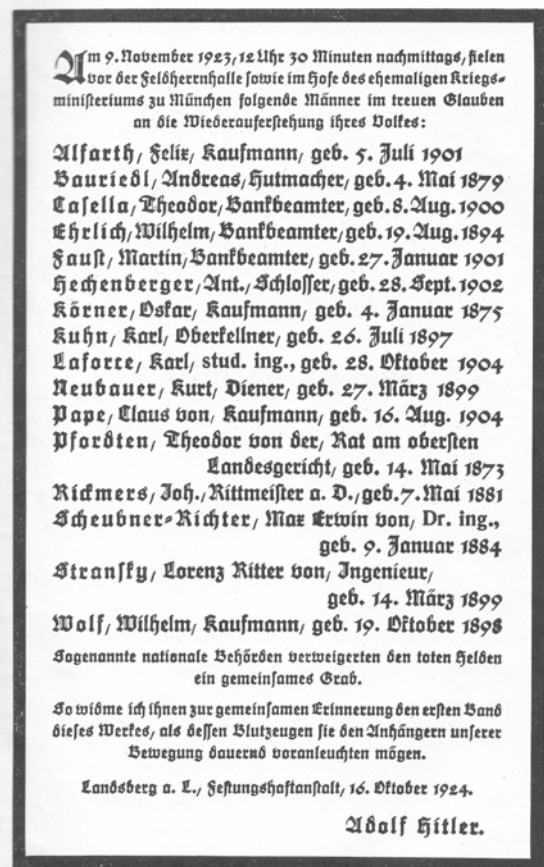 Am 9. November 1923, 12 Uhr 30 Minuten nachmittags, fielen
vor der Feldherrnhalle sowie im Hofe des ehemaligen Kriegs-
ministeriums zu München folgende Männer im treuen Glauben
an die Wiederauferstehung ihres Volkes:
Alfarth, Felix, Kaufmann, geb. 5. Juli 1901
Bauriedl, Andreas, Hutmacher, geb. 4. Mai 1879
Casella, Theodor, Bankbeamter, geb. 8. Aug. 1900
Ehrlich, Wilhelm, Bankbeamter, geb. 19. Aug. 1894
Faust, Martin, Bankbeamter, geb. 27. Januar 1901
Hechenberger, Ant., Schlosser, geb. 28. Sept. 1902
Körner, Oskar, Kaufmann, geb. 4. Januar 1875
Kuhn, Karl, Oberkellner, geb. 26. Juli 1897
Laforce, Karl, stud. ing., geb. 28. Oktober 1904
Neubauer, Kurt, Diener, geb. 27. März 1899
Pape, Claus von, Kaufmann, geb. 16. Aug. 1904
Pfordten, Theodor von der, Rat am obersten
Landesgericht, geb. 14. Mai 1873
Rickmers, Joh., Rittmeister a. D., geb. 7. Mai 1881
Scheubner-Richter, Max Erwin von, Dr. ing.,
geb. 9. Januar 1884
Stransky, Lorenz Ritter von, Ingenieur,
geb. 14. März 1899
Wolf, Wilhelm, Kaufmann, geb. 19. Oktober 1898
Sogenannte nationale Behörden verweigerten den toten Helden
ein gemeinsames Grab.
So widme ich ihnen zur gemeinsamen Erinnerung den ersten Band
dieses Werkes, als dessen Blutzeugen sie den Anhängern unserer
Bewegung dauernd voranleuchten mögen.
Landsberg a. L., Festungshaftanstalt, 16. Oktober 1924.
Adolf Hitler.